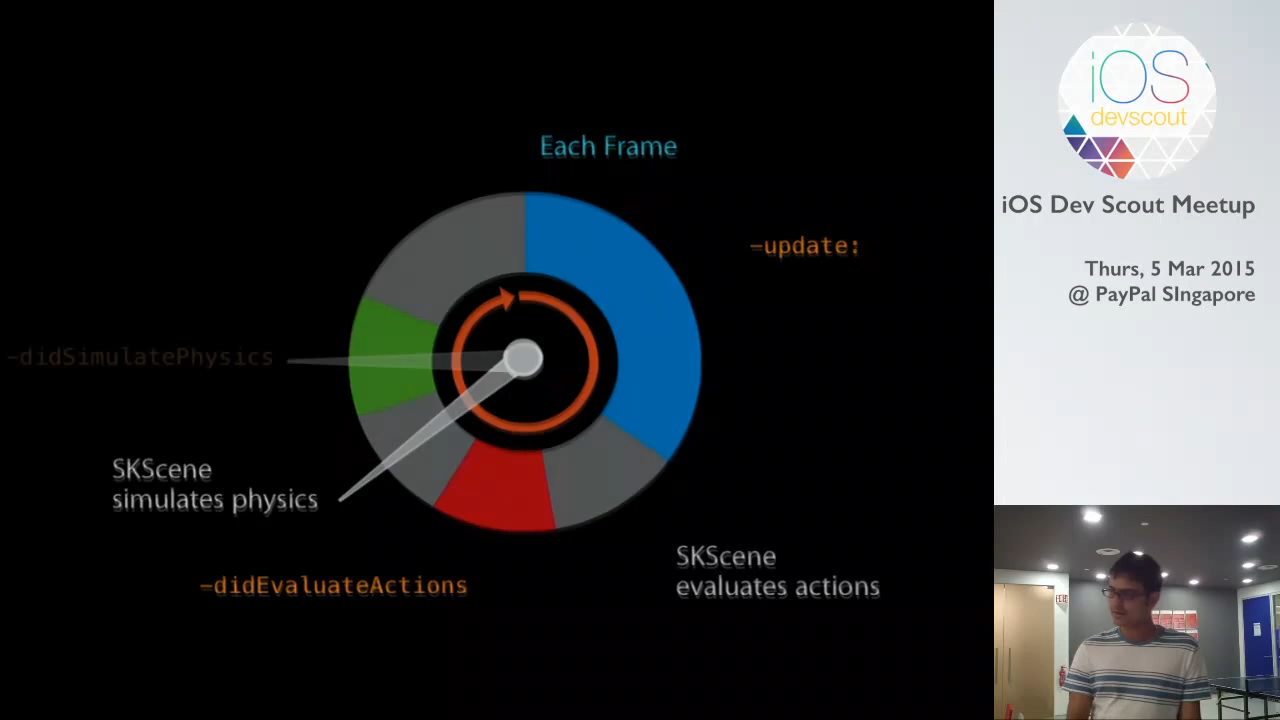 Each Frame
-update:
-didSimulatePhysics
SKScene
simulates physics
-didEvaluateActions
SKScene
evaluates actions
iOS
devscout
iOS Dev Scout Meetup
Thurs, 5 Mar 2015
@ PayPal SIngapore